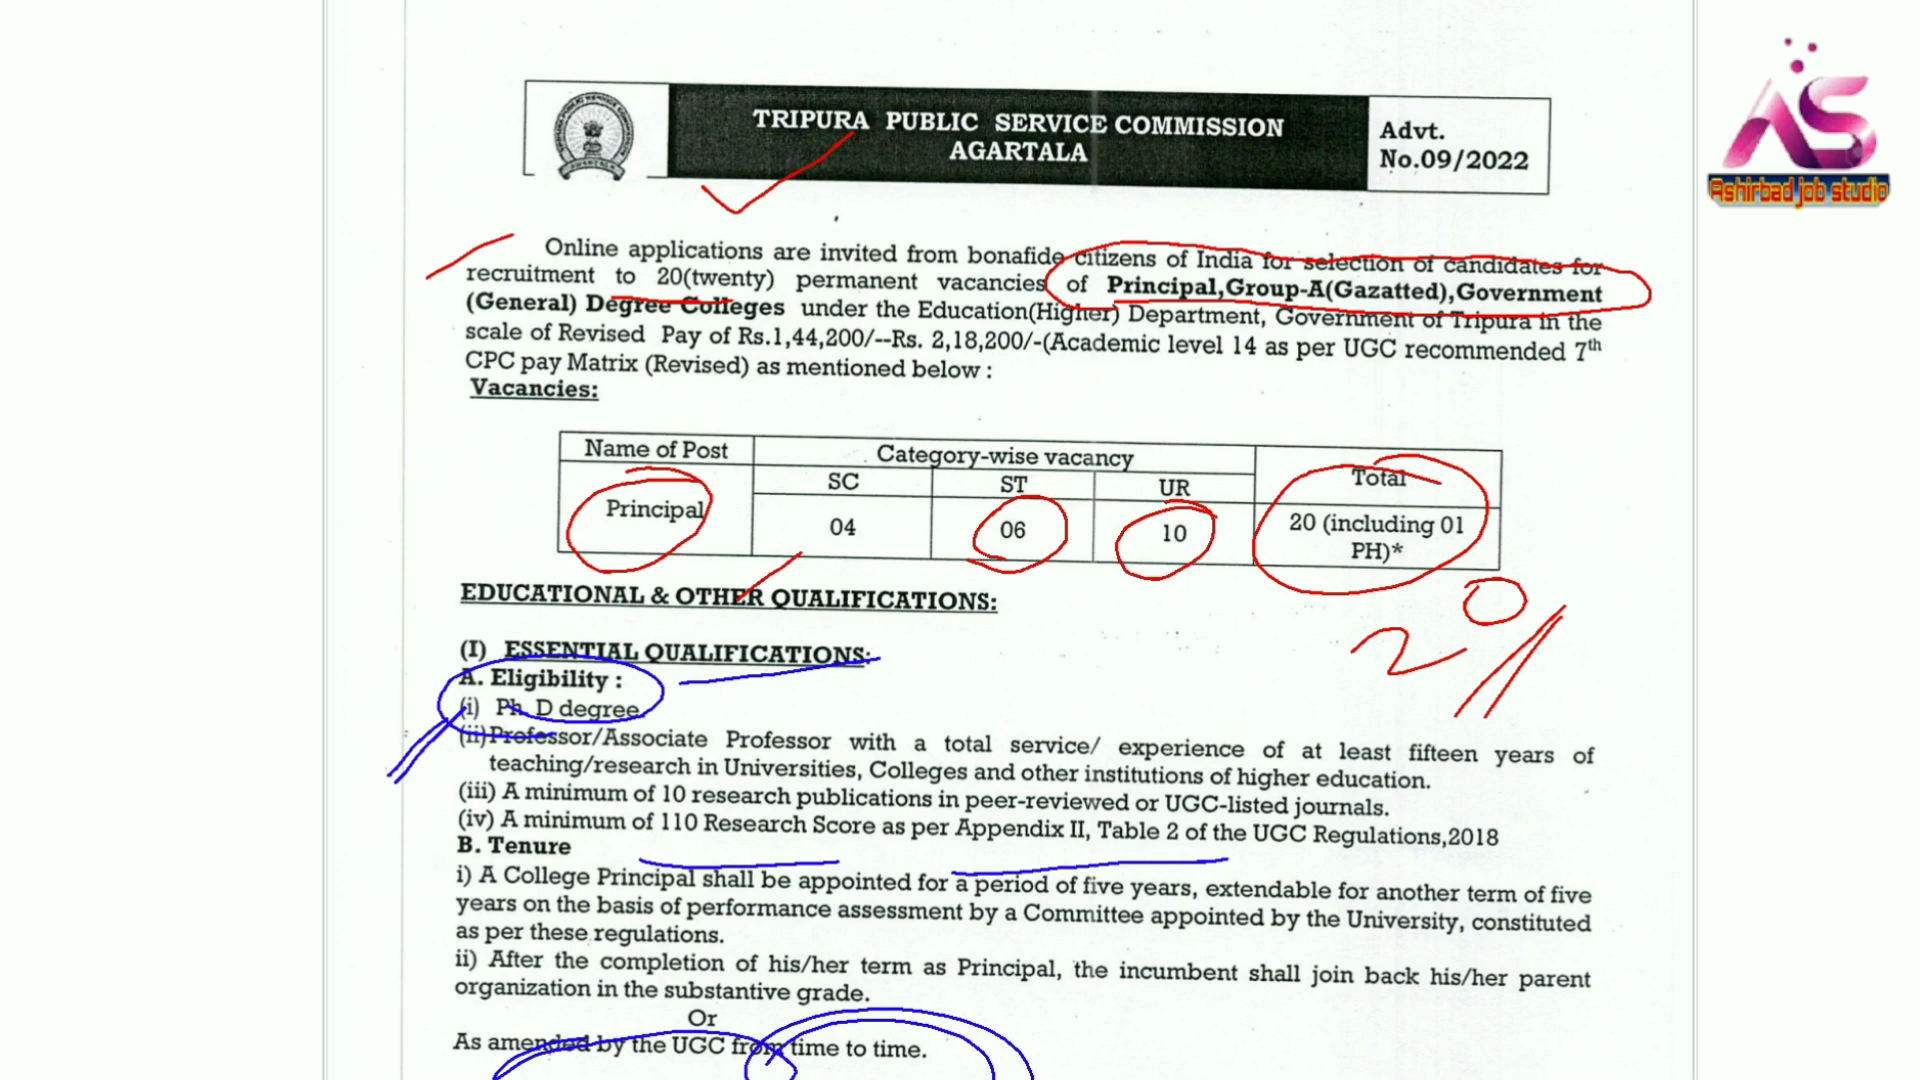 TRIPURA PUBLIC SERVICE COMMISSION
AGARTALA
Advt.
No.09/2022
Ashirbad job studio
Online applications are invited from bonafide citizens of India for selection of candidates for
recruitment to 20(twenty) permanent vacancies of Principal,Group-A(Gazatted),Government
(General) Degree Colleges under the Education(Higher) Department, Government of Tripura in the
scale of Revised Pay of Rs.1,44,200/--Rs. 2,18,200/-(Academic level 14 as per UGC recommended 7th
CPC pay Matrix (Revised) as mentioned below :
Vacancies:
Name of Post
Category-wise vacancy
Total
SC
ST
UR
Principal
04
06
10
20 (including 01
PH)*
20
EDUCATIONAL & OTHER QUALIFICATIONS:
(I) ESSENTIAL QUALIFICATIONS:
A. Eligibility :
(i) Ph. D degree
(ii)Professor/Associate Professor with a total service/ experience of at least fifteen years of
teaching/research in Universities, Colleges and other institutions of higher education.
(iii) A minimum of 10 research publications in peer-reviewed or UGC-listed journals.
(iv) A minimum of 110 Research Score as per Appendix II, Table 2 of the UGC Regulations,2018
B. Tenure
i) A College Principal shall be appointed for a period of five years, extendable for another term of five
years on the basis of performance assessment by a Committee appointed by the University, constituted
as per these regulations.
ii) After the completion of his/her term as Principal, the incumbent shall join back his/her parent
organization in the substantive grade.
Or
As amended by the UGC from time to time.